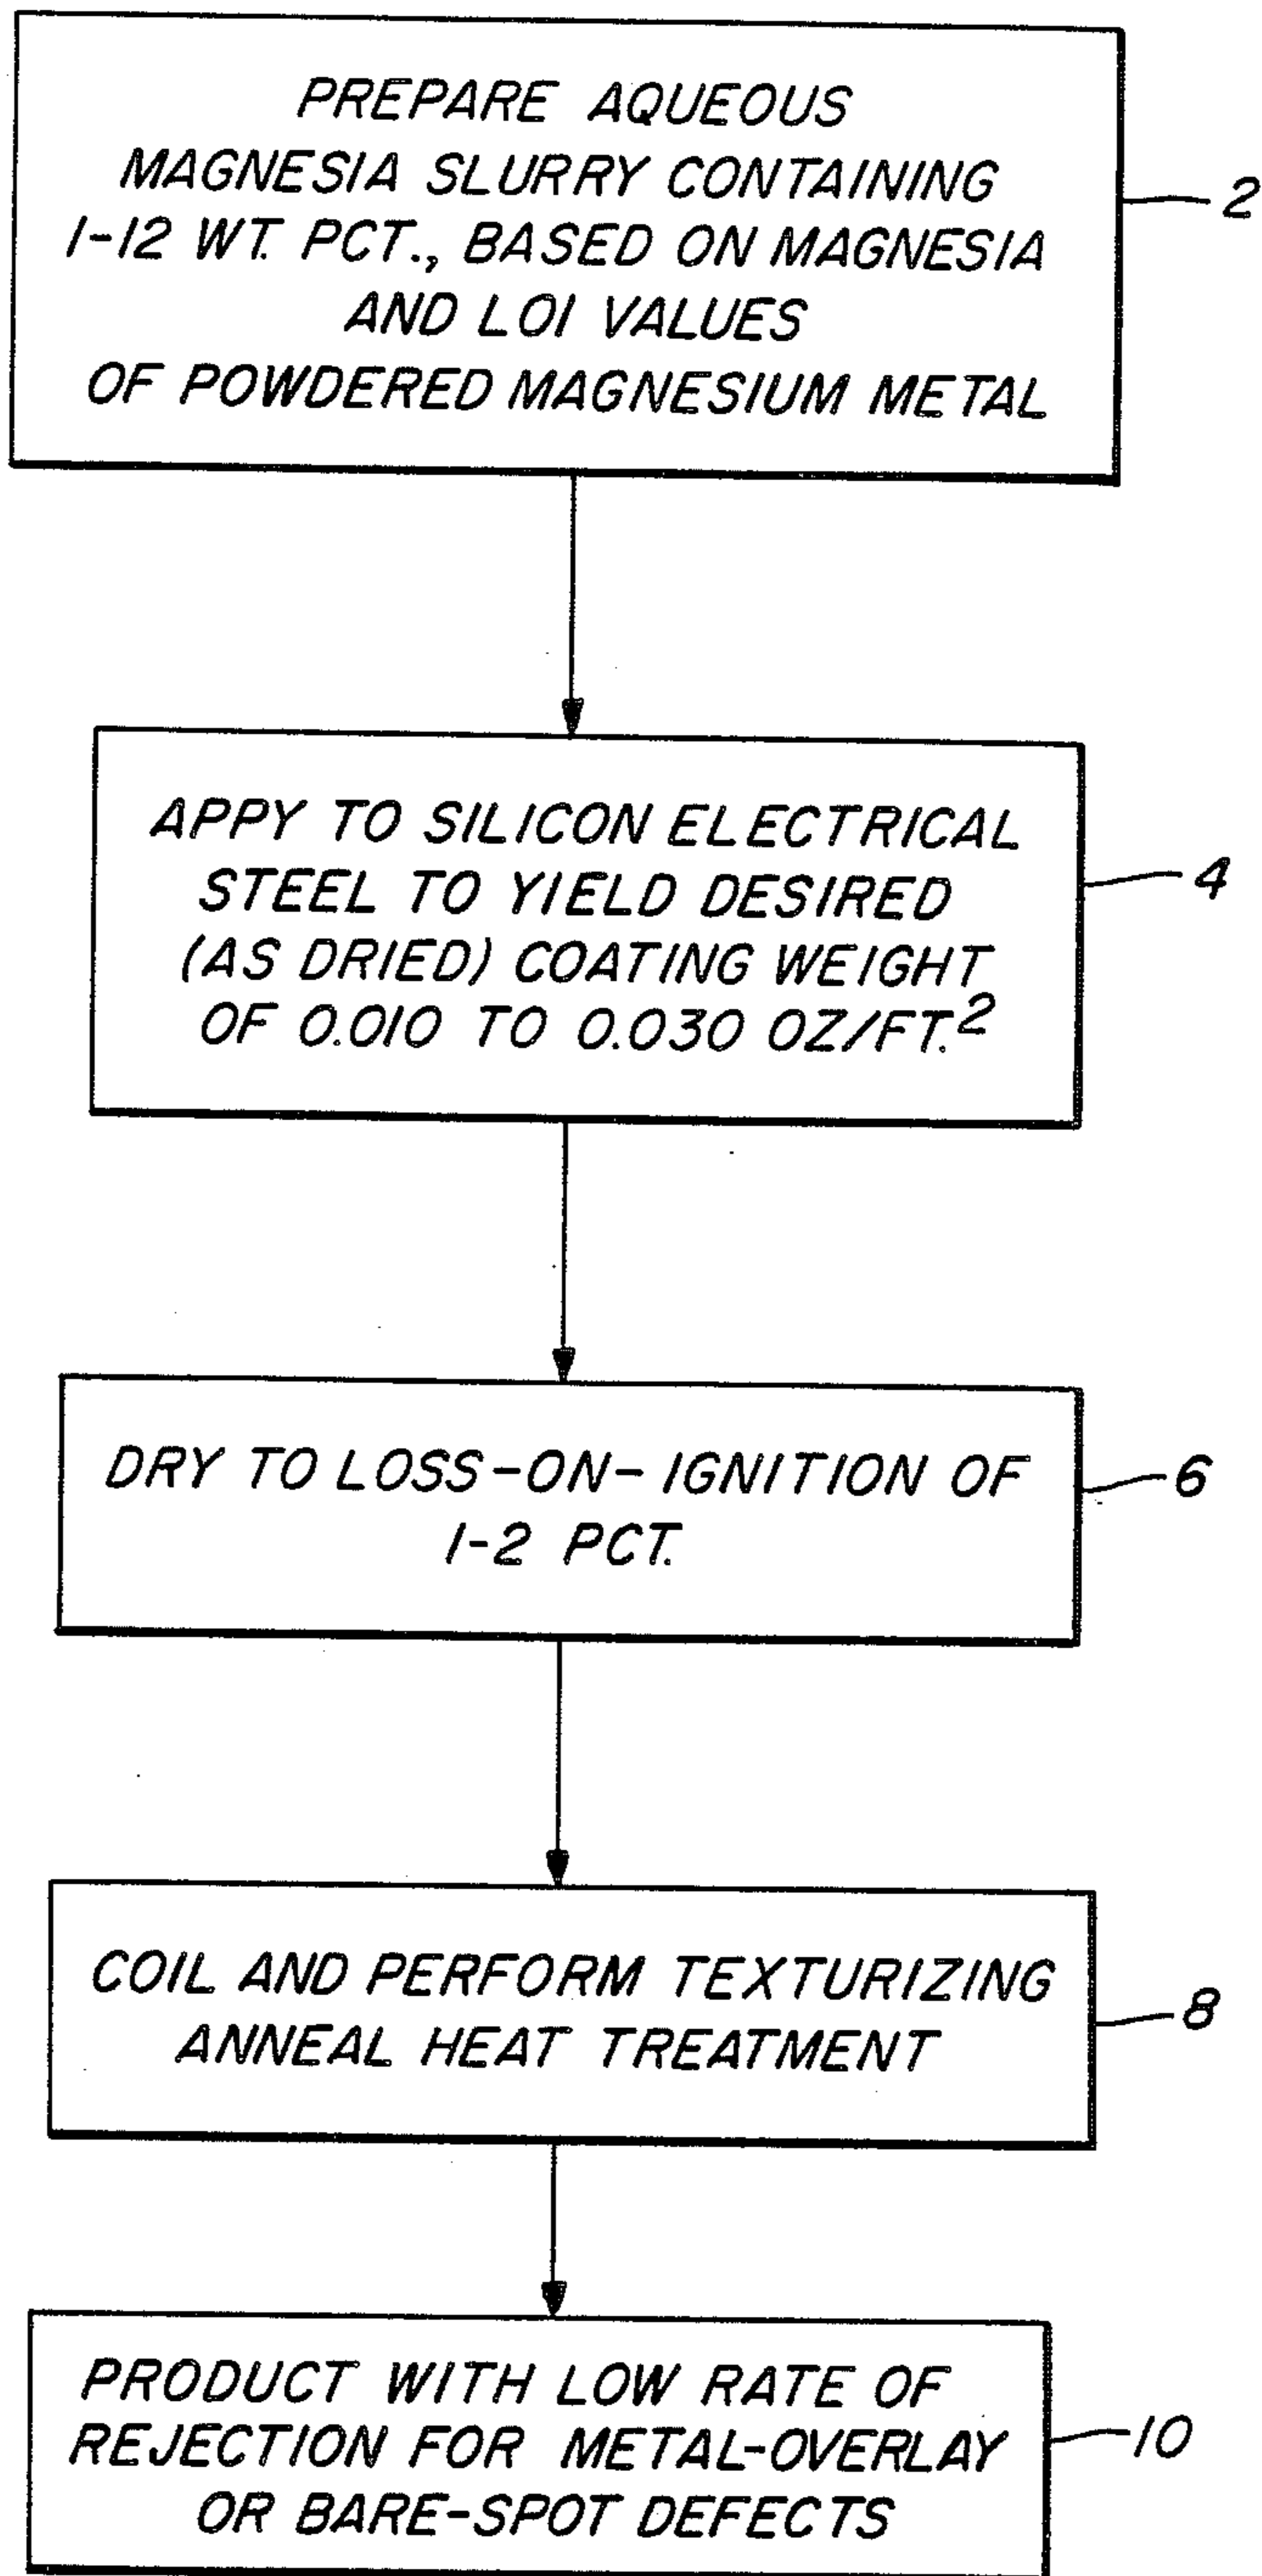 PREPARE AQUEOUS
MAGNESIA SLURRY CONTAINING
1-12 WT. PCT., BASED ON MAGNESIA
AND LOI VALUES
OF POWDERED MAGNESIUM METAL
2
APPY TO SILICON ELECTRICAL
STEEL TO YIELD DESIRED
(AS DRIED) COATING WEIGHT
OF 0.010 TO 0.030 OZ/FT.2
4
DRY TO LOSS-ON-IGNITION OF
1-2 PCT.
6
COIL AND PERFORM TEXTURIZING
ANNEAL HEAT TREATMENT
8
PRODUCT WITH LOW RATE OF
REJECTION FOR METAL-OVERLAY
OR BARE-SPOT DEFECTS
10